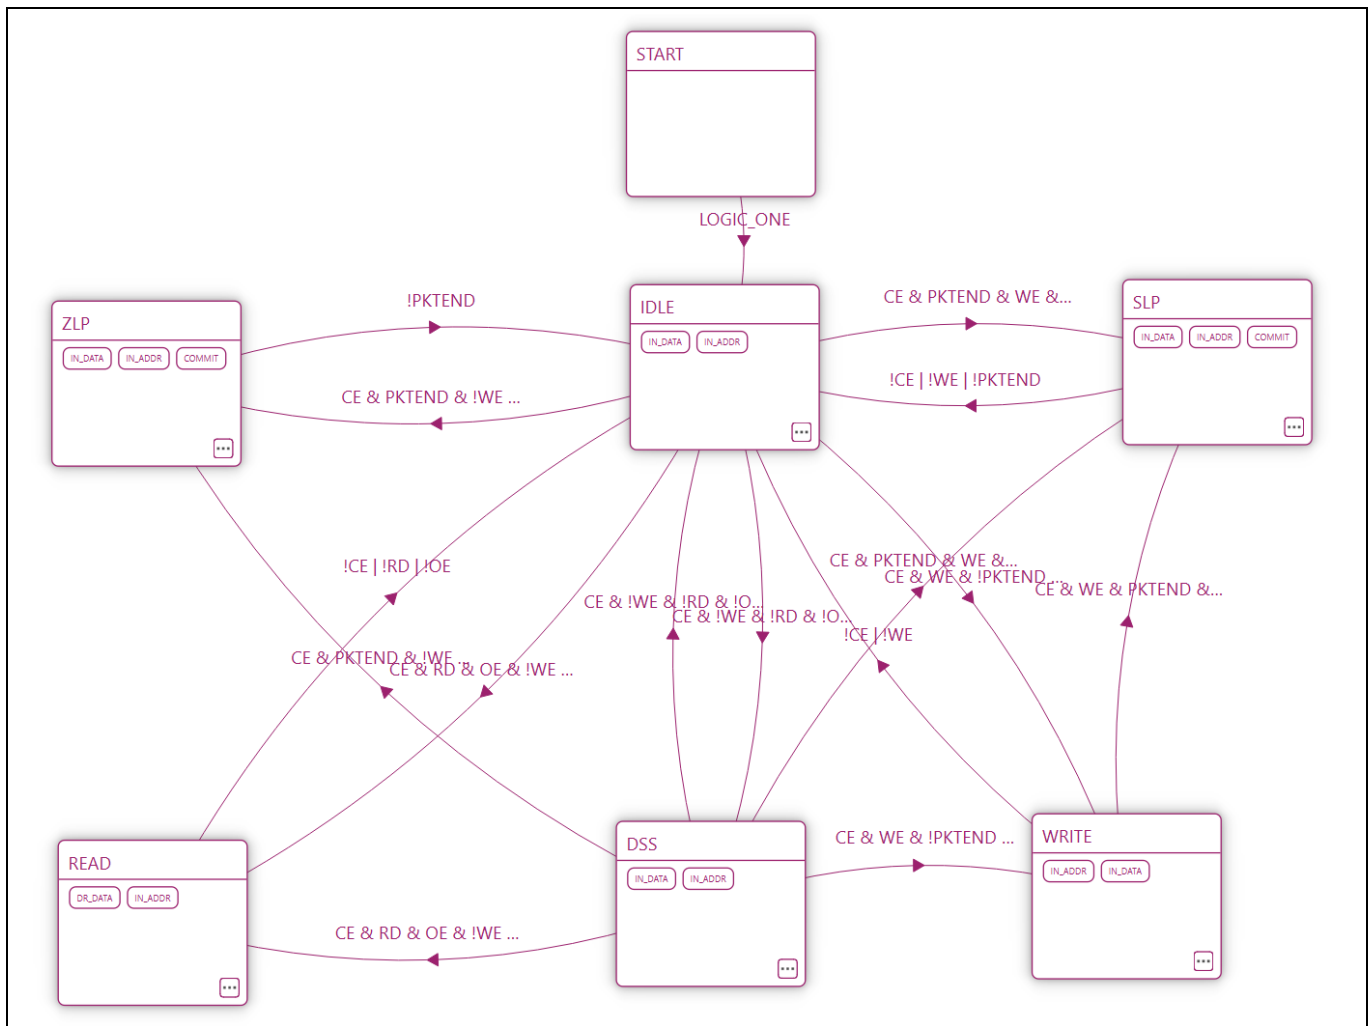 START
LOGIC_ONE
ZLP
IN_DATA IN_ADDR COMMIT
!PKTEND
IDLE
IN_DATA IN_ADDR
CE & PKTEND & WE &...
SLP
IN_DATA IN_ADDR COMMIT
CE & PKTEND & !WE ...
!CE | !WE | !PKTEND
!CE | !RD | !OE
CE & PKTEND & WE &...
CE & WE & !PKTEND ...
CE & WE & PKTEND &...
CE & !WE & !RD & !O...
CE & !WE & !RD & !O...
!CE | !WE
CE & PKTEND & !WE ...
CE & RD & OE & !WE ...
READ
DR_DATA IN_ADDR
DSS
IN_DATA IN_ADDR
CE & WE & !PKTEND ...
WRITE
IN_ADDR IN_DATA
CE & RD & OE & !WE ...